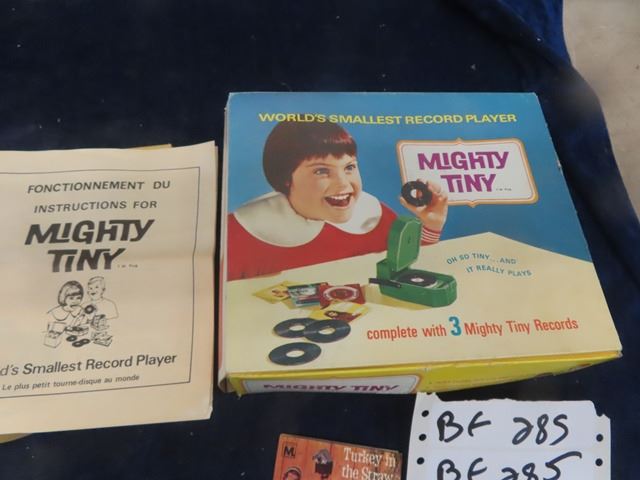 FONCTIONNEMENT DU
INSTRUCTIONS FOR
MIGHTY
TINY
d's Smallest Record Player
Le plus petit tourne-disque au monde
WORLD'S SMALLEST RECORD PLAYER
MIGHTY
TINY
OH SO TINY... AND
IT REALLY PLAYS
complete with 3 Mighty Tiny Records
MIGHTY TINY
M
Turkey in
the Straw
BF 285
BF 285